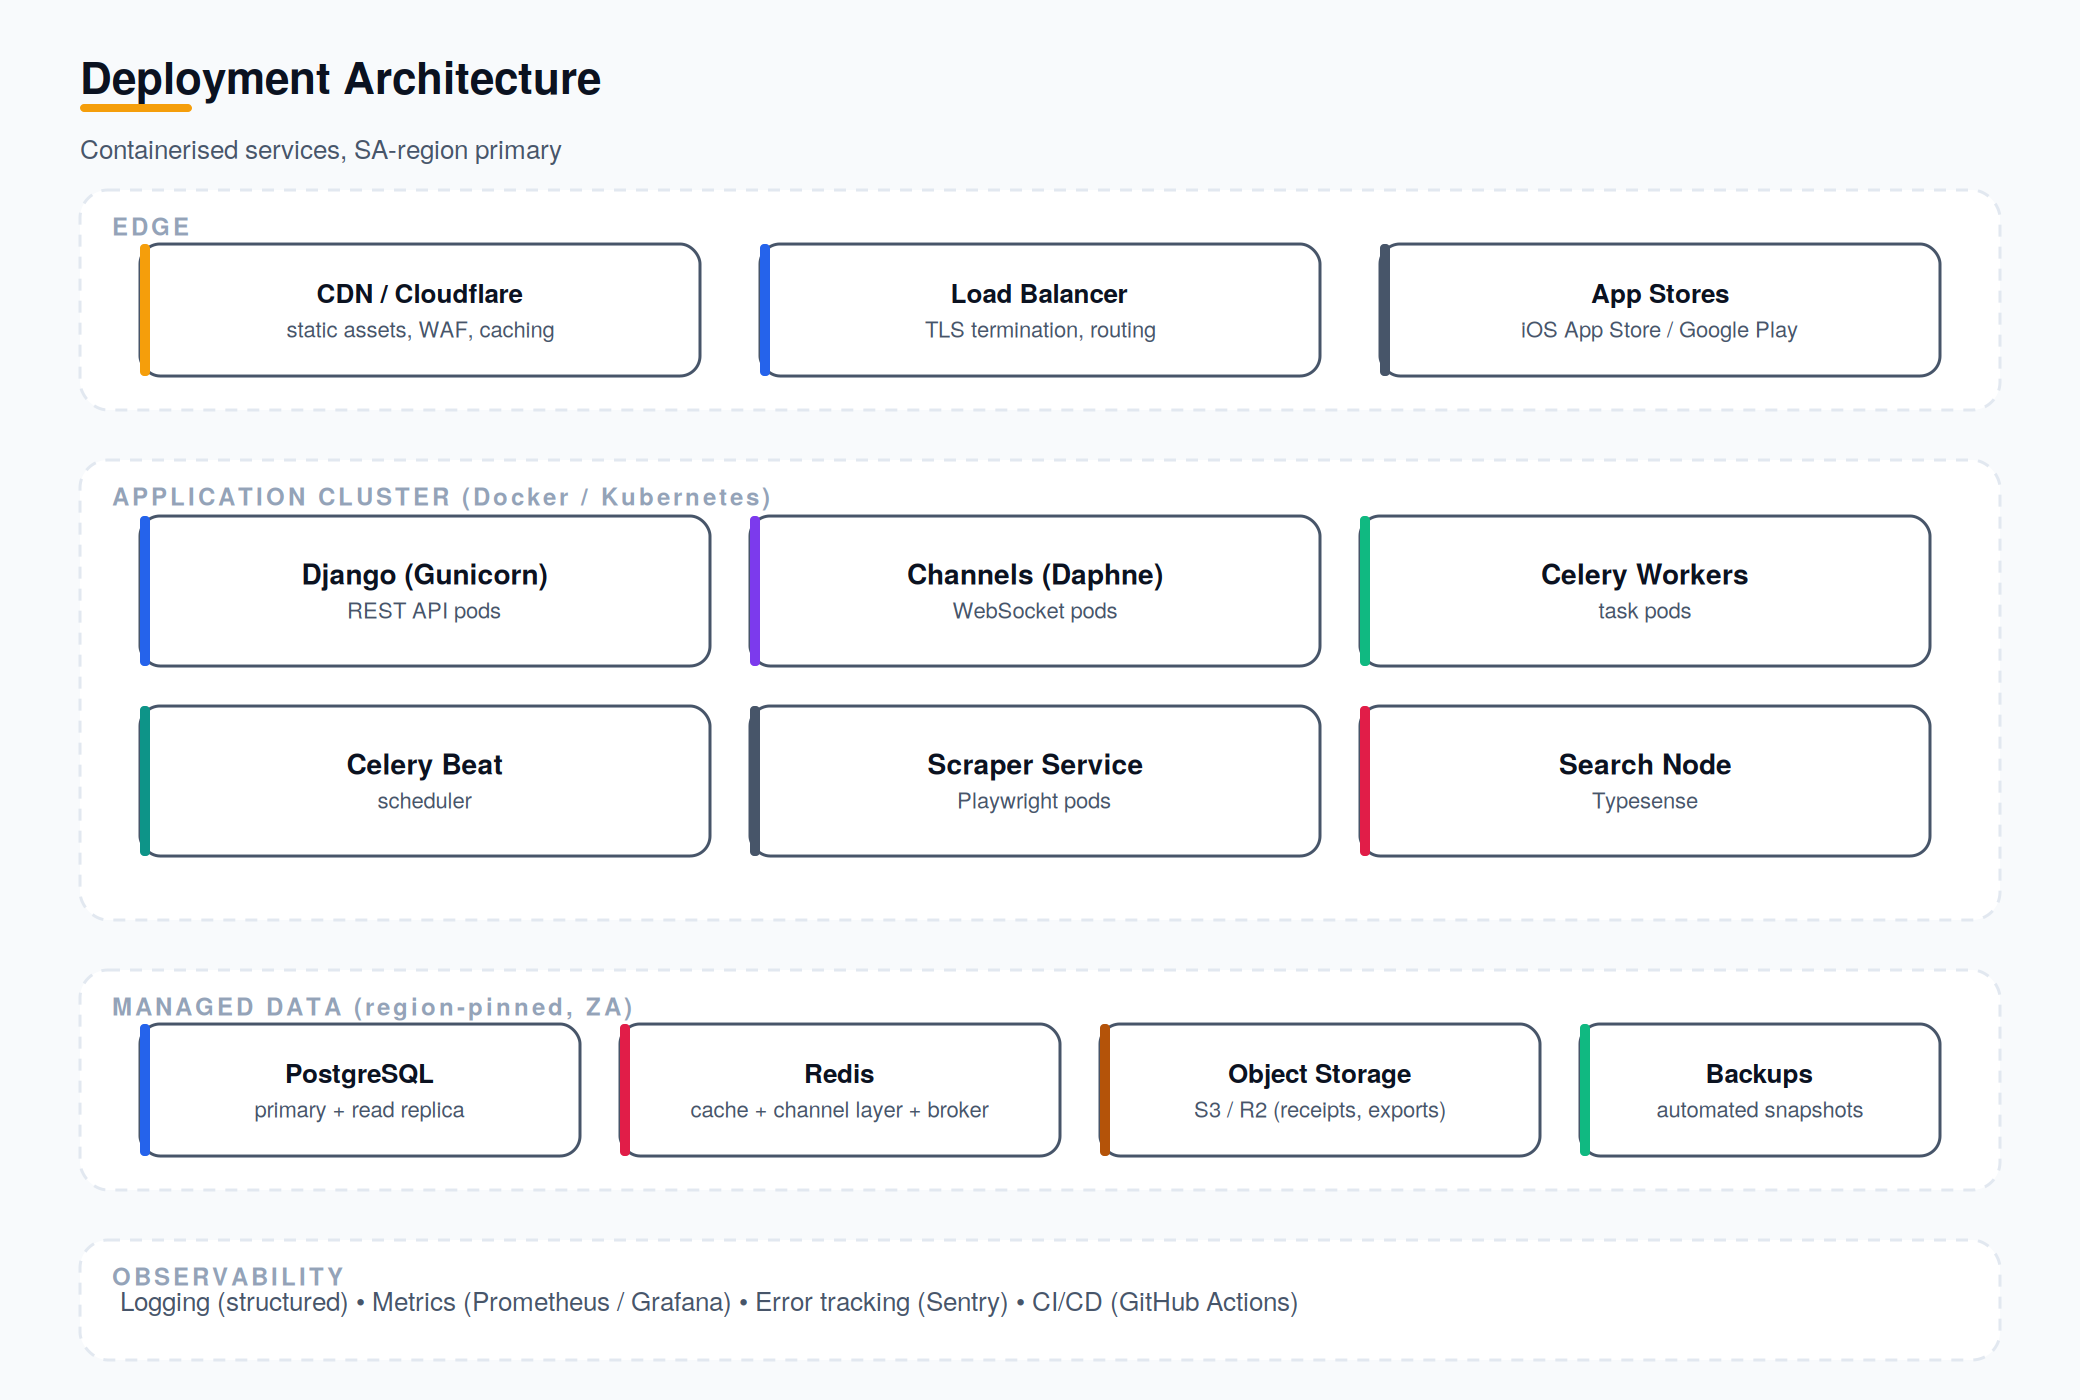 Deployment Architecture
Containerised services, SA-region primary
EDGE
CDN / Cloudflare
static assets, WAF, caching
Load Balancer
TLS termination, routing
App Stores
iOS App Store / Google Play
APPLICATION CLUSTER (Docker / Kubernetes)
Django (Gunicorn)
REST API pods
Channels (Daphne)
WebSocket pods
Celery Workers
task pods
Celery Beat
scheduler
Scraper Service
Playwright pods
Search Node
Typesense
MANAGED DATA (region-pinned, ZA)
PostgreSQL
primary + read replica
Redis
cache + channel layer + broker
Object Storage
S3 / R2 (receipts, exports)
Backups
automated snapshots
OBSERVABILITY
Logging (structured) • Metrics (Prometheus / Grafana) • Error tracking (Sentry) • CI/CD (GitHub Actions)